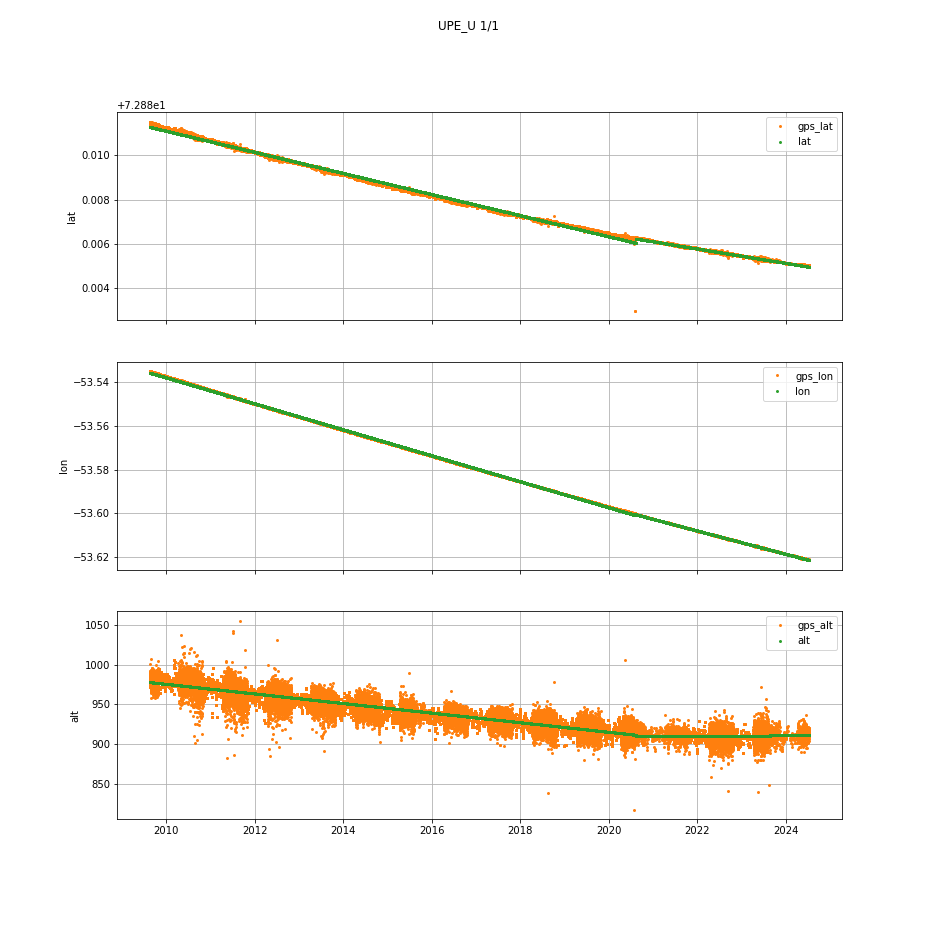 UPE_U 1/1
+7.288e1
gps_lat
lat
0.010
0.008
0.006
0.004
lat
gps_lon
lon
−53.54
−53.56
−53.58
−53.60
−53.62
lon
gps_alt
alt
1050
1000
950
900
850
alt
2010 2012 2014 2016 2018 2020 2022 2024